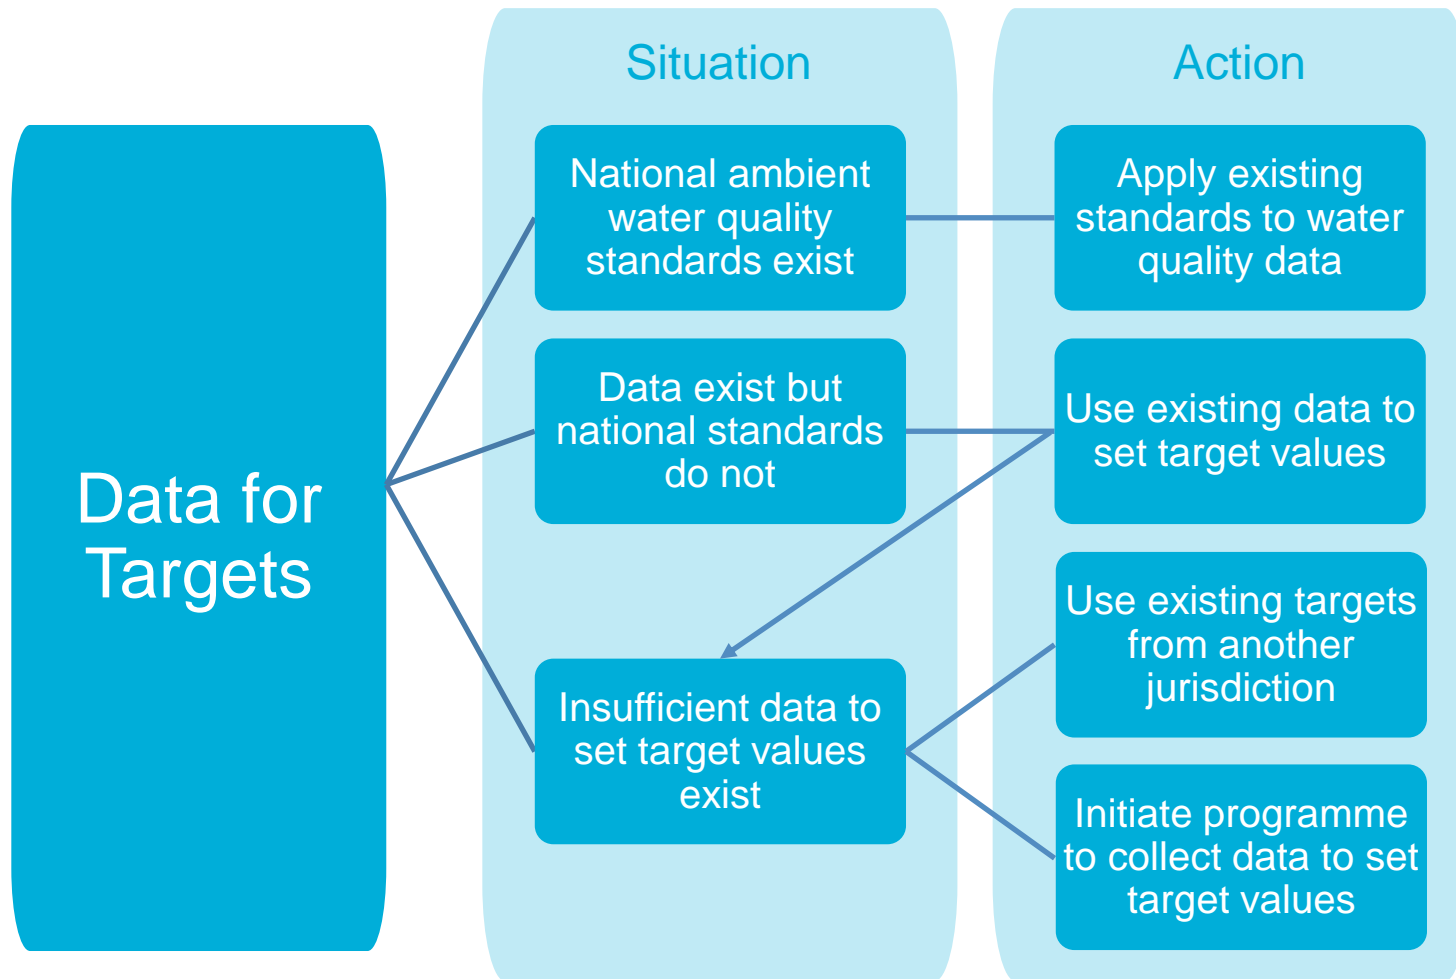 Data for
Targets
Situation
National ambient
water quality
standards exist
Data exist but
national standards
do not
Insufficient data to
set target values
exist
Action
Apply existing
standards to water
quality data
Use existing data to
set target values
Use existing targets
from another
jurisdiction
Initiate programme
to collect data to set
target values